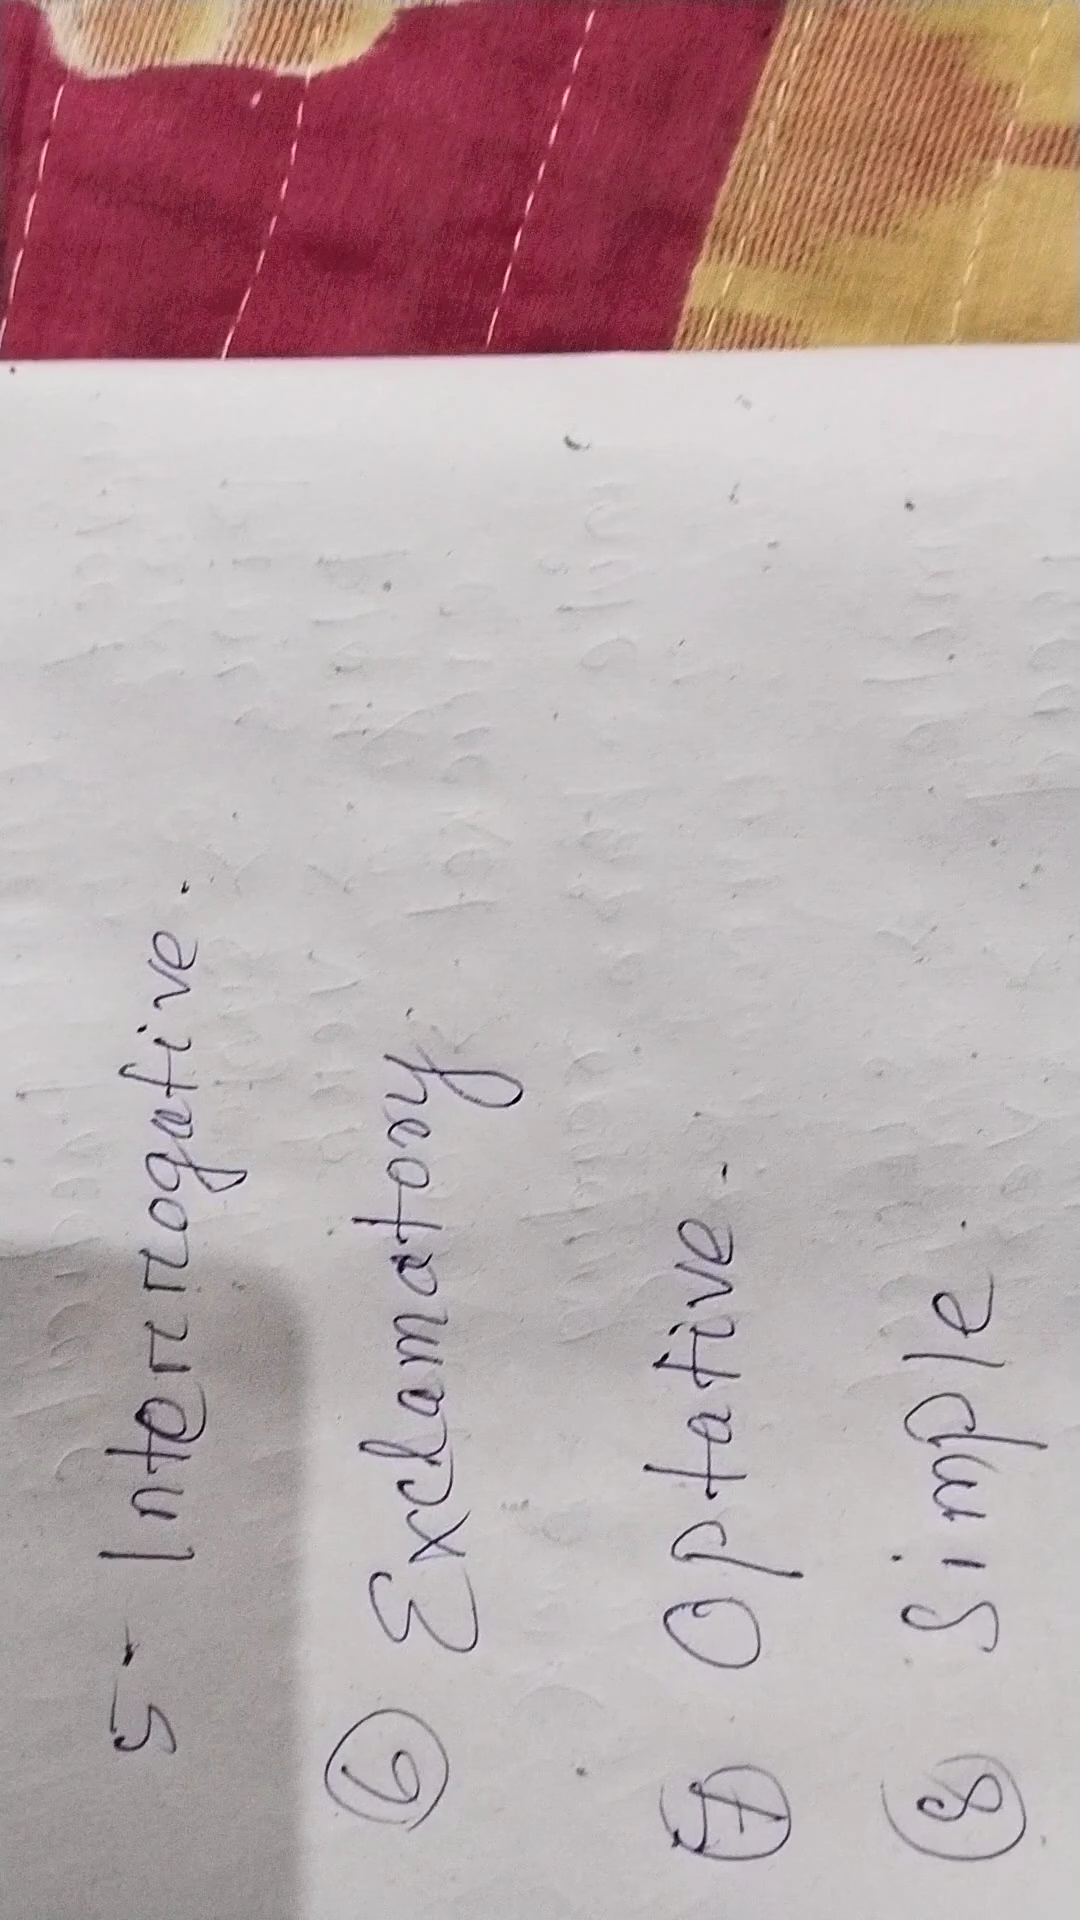 5- Interrogative.
6 Exclamatory
7 Optative.
8 Simple.